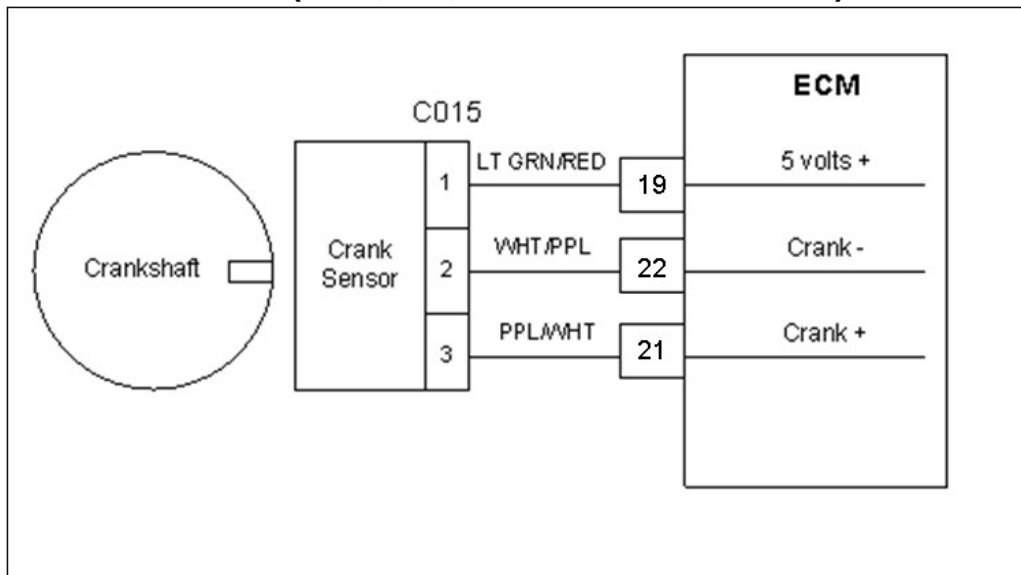 ECM
C015
LT GRN/RED
5 volts +
1
19
Crankshaft
Crank
Sensor
WHT/PPL
Crank -
2
22
PPL/WHT
Crank +
3
21